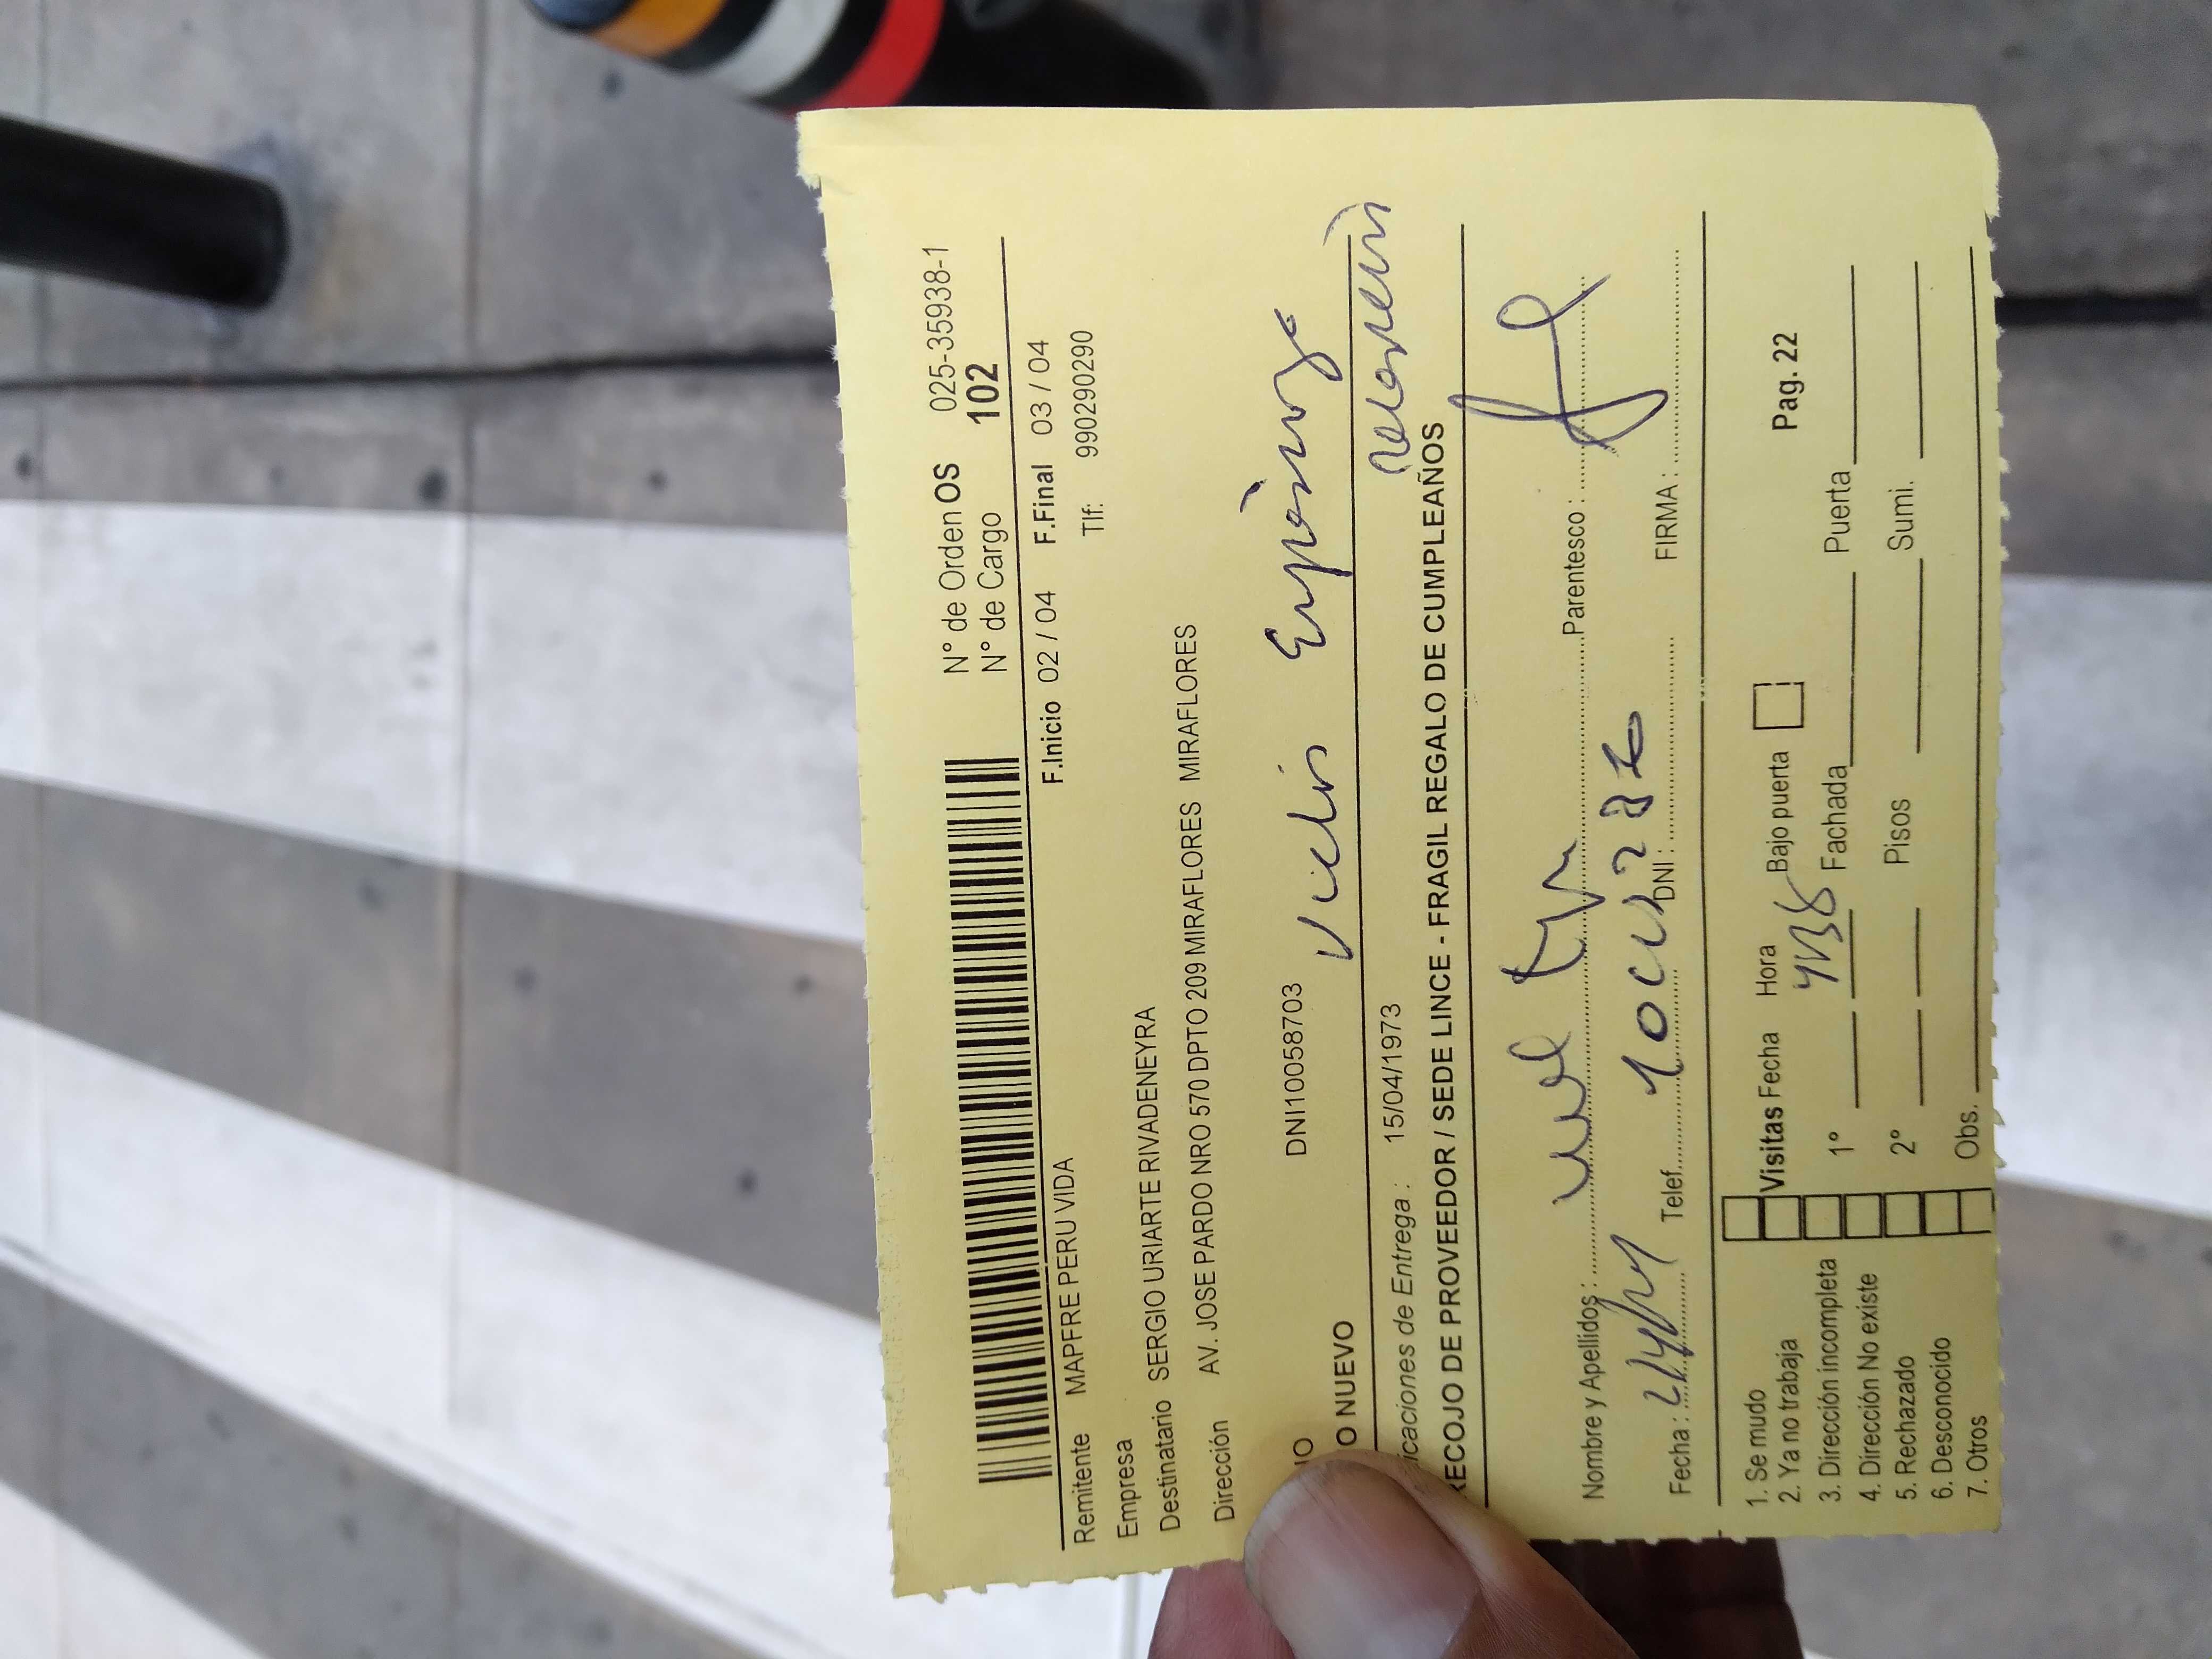 N° de Orden OS 025-35938-1
N° de Cargo 102
F.Inicio 02 / 04 F.Final 03 / 04
Remitente MAPFRE PERU VIDA Tlf: 990290290
Empresa
Destinatario SERGIO URIARTE RIVADENEYRA
Dirección AV. JOSE PARDO NRO 570 DPTO 209 MIRAFLORES MIRAFLORES
IO DNI10058703
O NUEVO
icaciones de Entrega : 15/04/1973
RECOJO DE PROVEEDOR / SEDE LINCE - FRAGIL REGALO DE CUMPLEAÑOS
Nombre y Apellidos : Parentesco :
Fecha : Telef. DNI : FIRMA :
1. Se mudo
2. Ya no trabaja
3. Dirección incompleta
4. Dirección No existe
5. Rechazado
6. Desconocido
7. Otros
Visitas Fecha Hora Bajo puerta Pag. 22
1º Fachada Puerta
2º Pisos Sumi.
Obs.